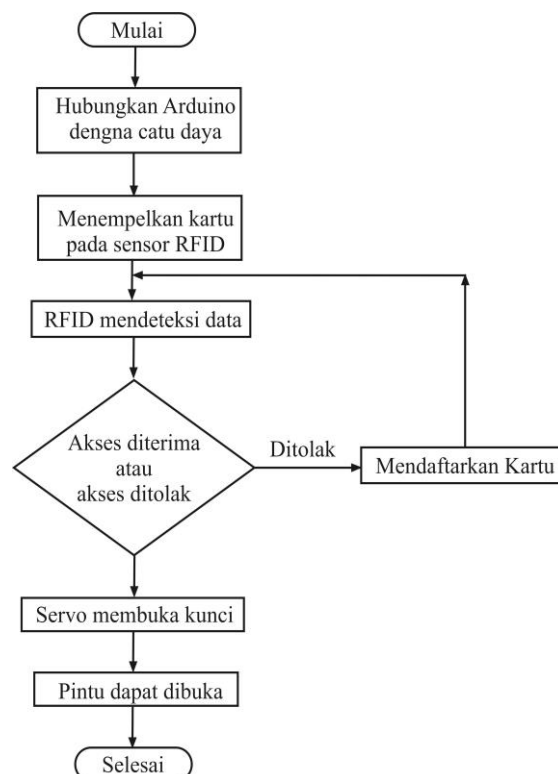 Mulai
Hubungkan Arduino
dengna catu daya
Menempelkan kartu
pada sensor RFID
RFID mendeteksi data
Akses diterima
atau
akses ditolak
Ditolak
Mendaftarkan Kartu
Servo membuka kunci
Pintu dapat dibuka
Selesai